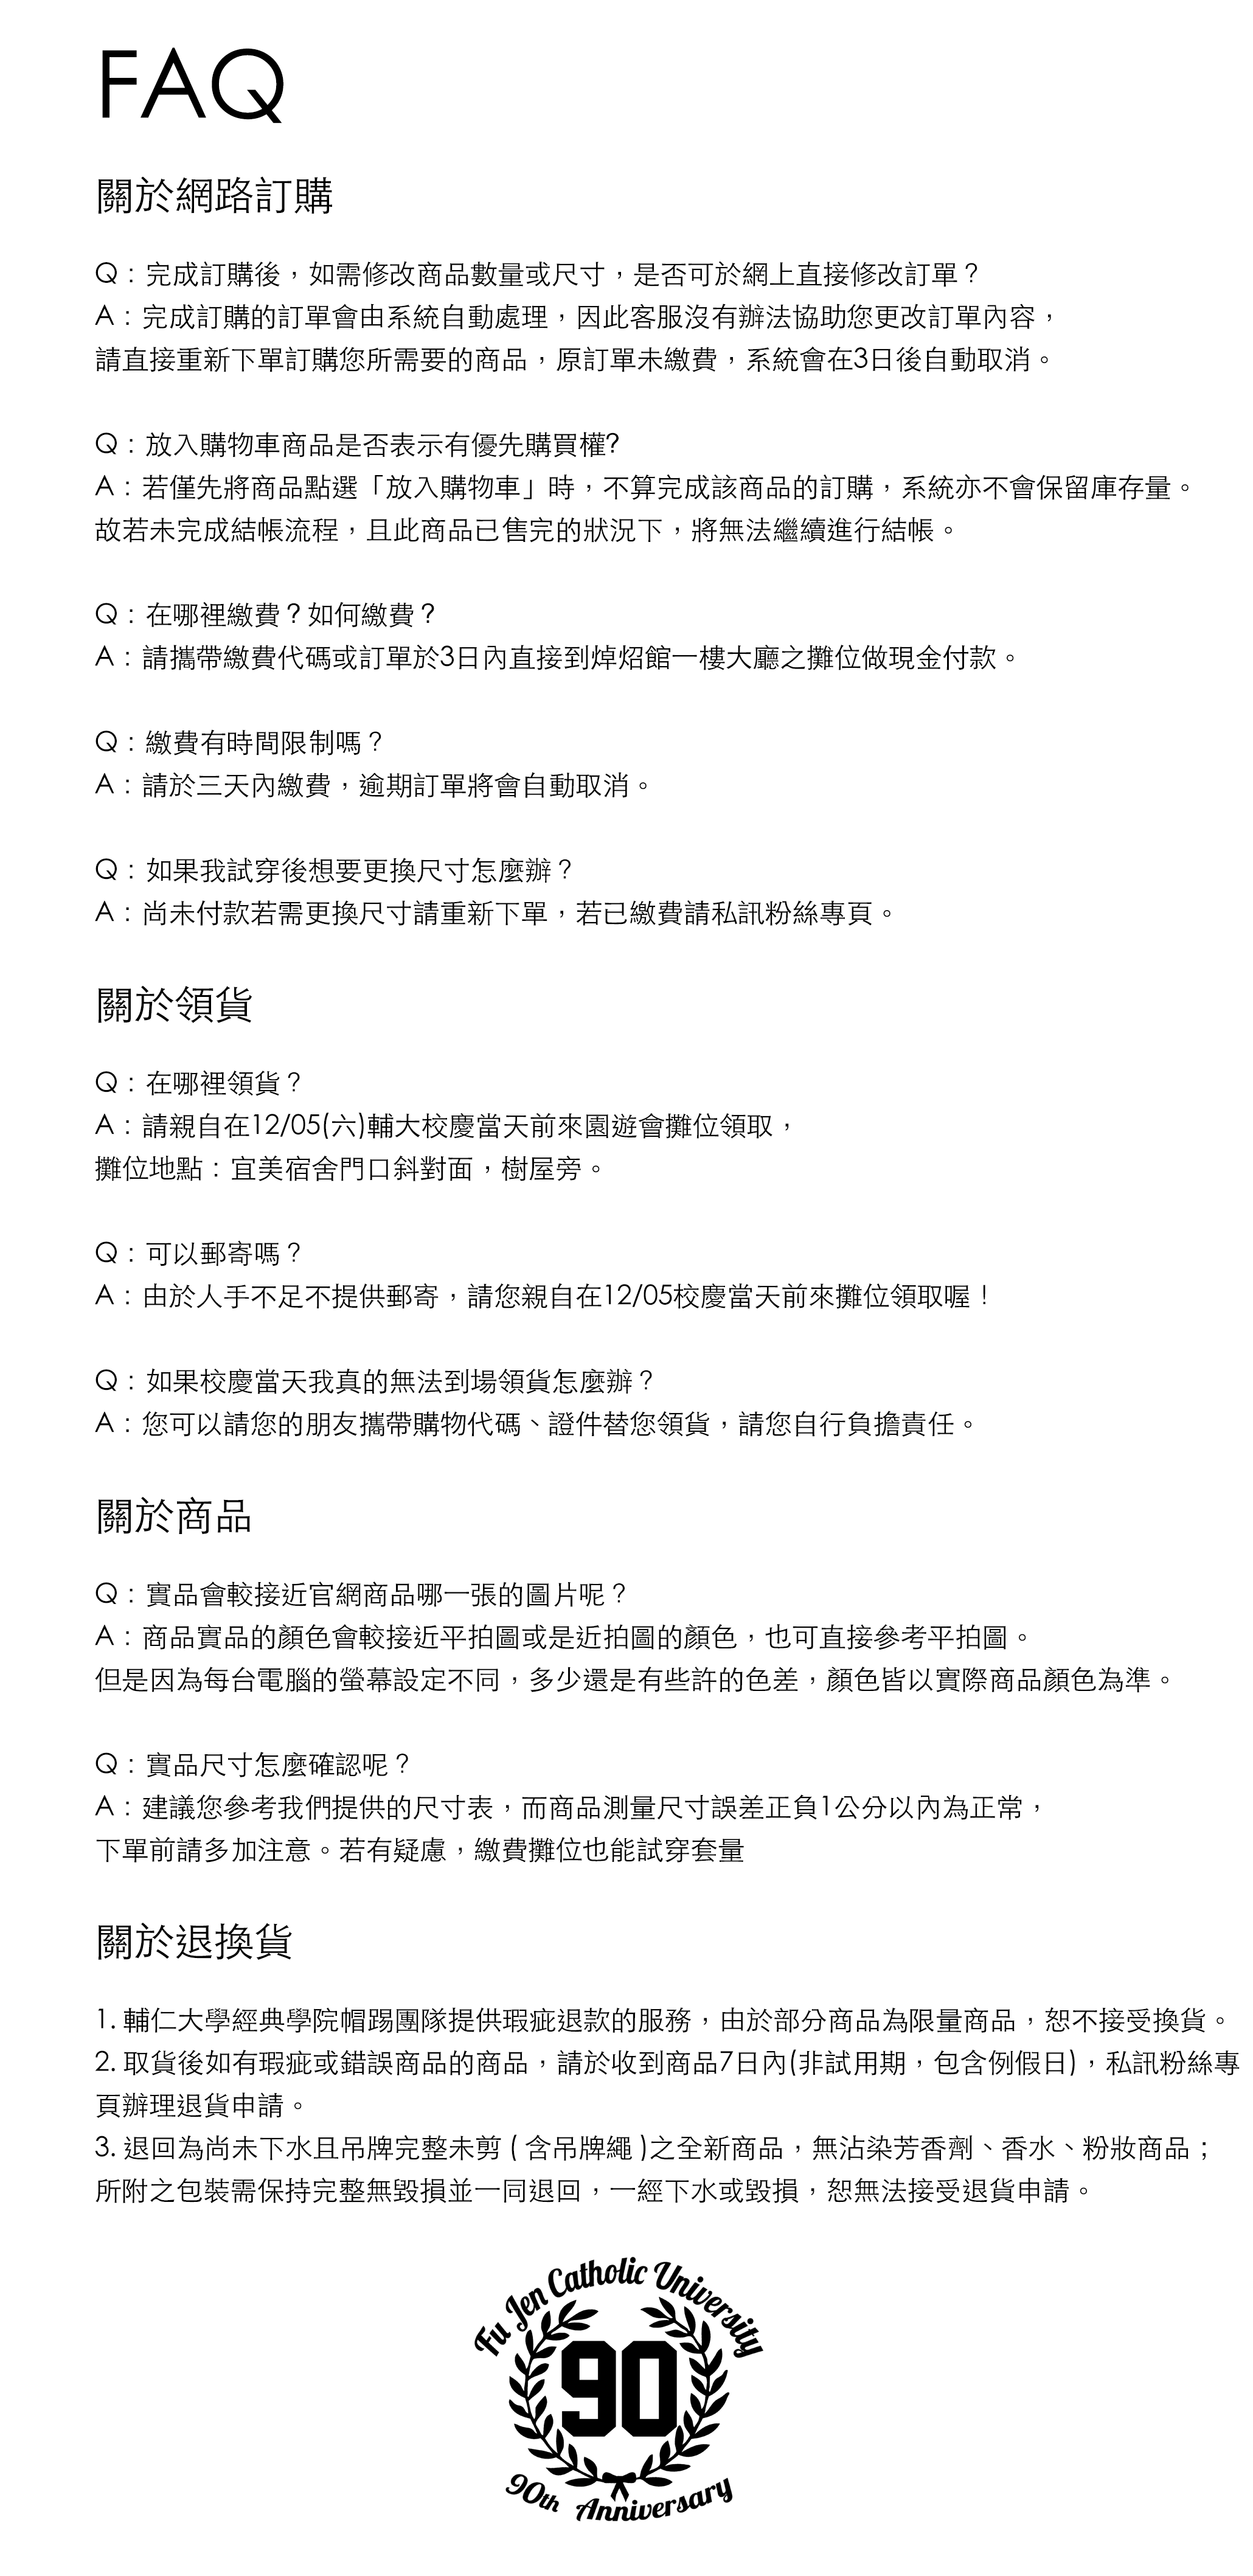 FAQ
關於網路訂購
Q：完成訂購後，如需修改商品數量或尺寸，是否可於網上直接修改訂單？
A：完成訂購的訂單會由系統自動處理，因此客服沒有辦法協助您更改訂單內容，
請直接重新下單訂購您所需要的商品，原訂單未繳費，系統會在3日後自動取消。
Q：放入購物車商品是否表示有優先購買權?
A：若僅先將商品點選「放入購物車」時，不算完成該商品的訂購，系統亦不會保留庫存量。
故若未完成結帳流程，且此商品已售完的狀況下，將無法繼續進行結帳。
Q：在哪裡繳費？如何繳費？
A：請攜帶繳費代碼或訂單於3日內直接到焯炤館一樓大廳之攤位做現金付款。
Q：繳費有時間限制嗎？
A：請於三天內繳費，逾期訂單將會自動取消。
Q：如果我試穿後想要更換尺寸怎麼辦？
A：尚未付款若需更換尺寸請重新下單，若已繳費請私訊粉絲專頁。
關於領貨
Q：在哪裡領貨？
A：請親自在12/05(六)輔大校慶當天前來園遊會攤位領取，
攤位地點：宜美宿舍門口斜對面，樹屋旁。
Q：可以郵寄嗎？
A：由於人手不足不提供郵寄，請您親自在12/05校慶當天前來攤位領取喔！
Q：如果校慶當天我真的無法到場領貨怎麼辦？
A：您可以請您的朋友攜帶購物代碼、證件替您領貨，請您自行負擔責任。
關於商品
Q：實品會較接近官網商品哪一張的圖片呢？
A：商品實品的顏色會較接近平拍圖或是近拍圖的顏色，也可直接參考平拍圖。
但是因為每台電腦的螢幕設定不同，多少還是有些許的色差，顏色皆以實際商品顏色為準。
Q：實品尺寸怎麼確認呢？
A：建議您參考我們提供的尺寸表，而商品測量尺寸誤差正負1公分以內為正常，
下單前請多加注意。若有疑慮，繳費攤位也能試穿套量
關於退換貨
1. 輔仁大學經典學院帽踢團隊提供瑕疵退款的服務，由於部分商品為限量商品，恕不接受換貨。
2. 取貨後如有瑕疵或錯誤商品的商品，請於收到商品7日內(非試用期，包含例假日)，私訊粉絲專
頁辦理退貨申請。
3. 退回為尚未下水且吊牌完整未剪 ( 含吊牌繩 )之全新商品，無沾染芳香劑、香水、粉妝商品；
所附之包裝需保持完整無毀損並一同退回，一經下水或毀損，恕無法接受退貨申請。
Fu Jen Catholic University
90
90th Anniversary